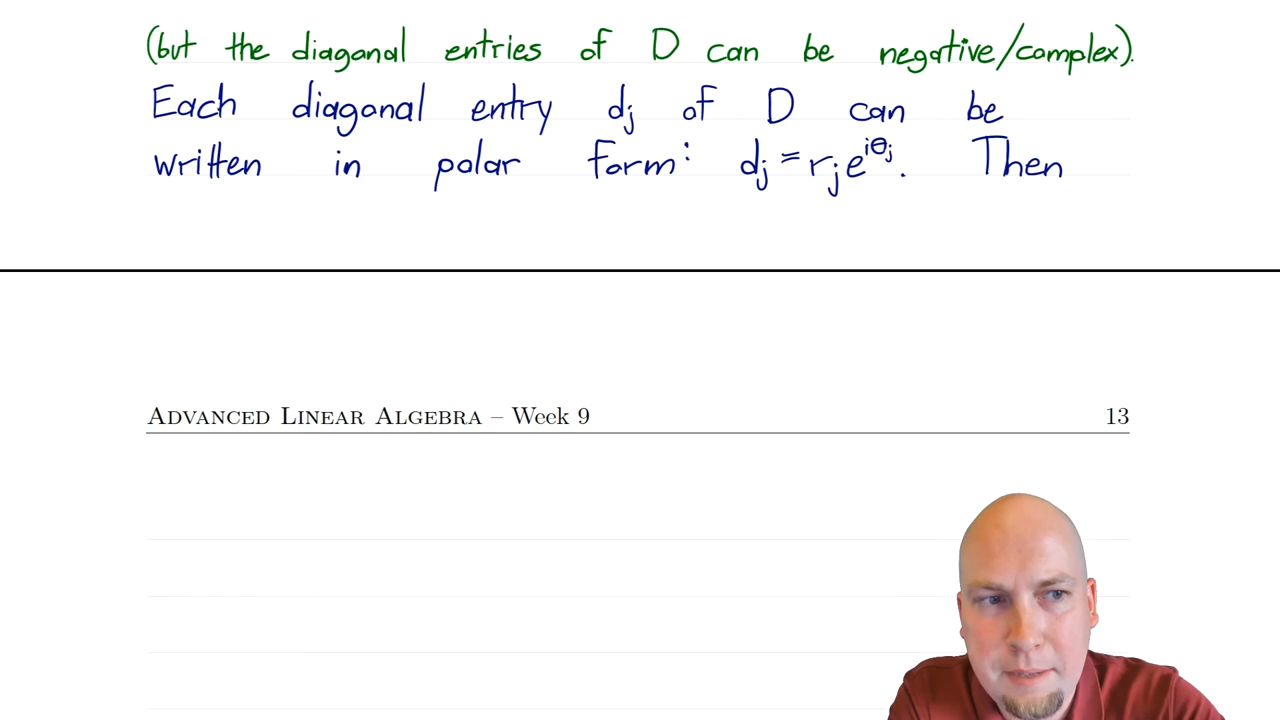 (but the diagonal entries of D can be negative/complex).
Each diagonal entry dⱼ of D can be
written in polar form: dⱼ = rⱼe^{iθⱼ}. Then
ADVANCED LINEAR ALGEBRA – Week 9 13